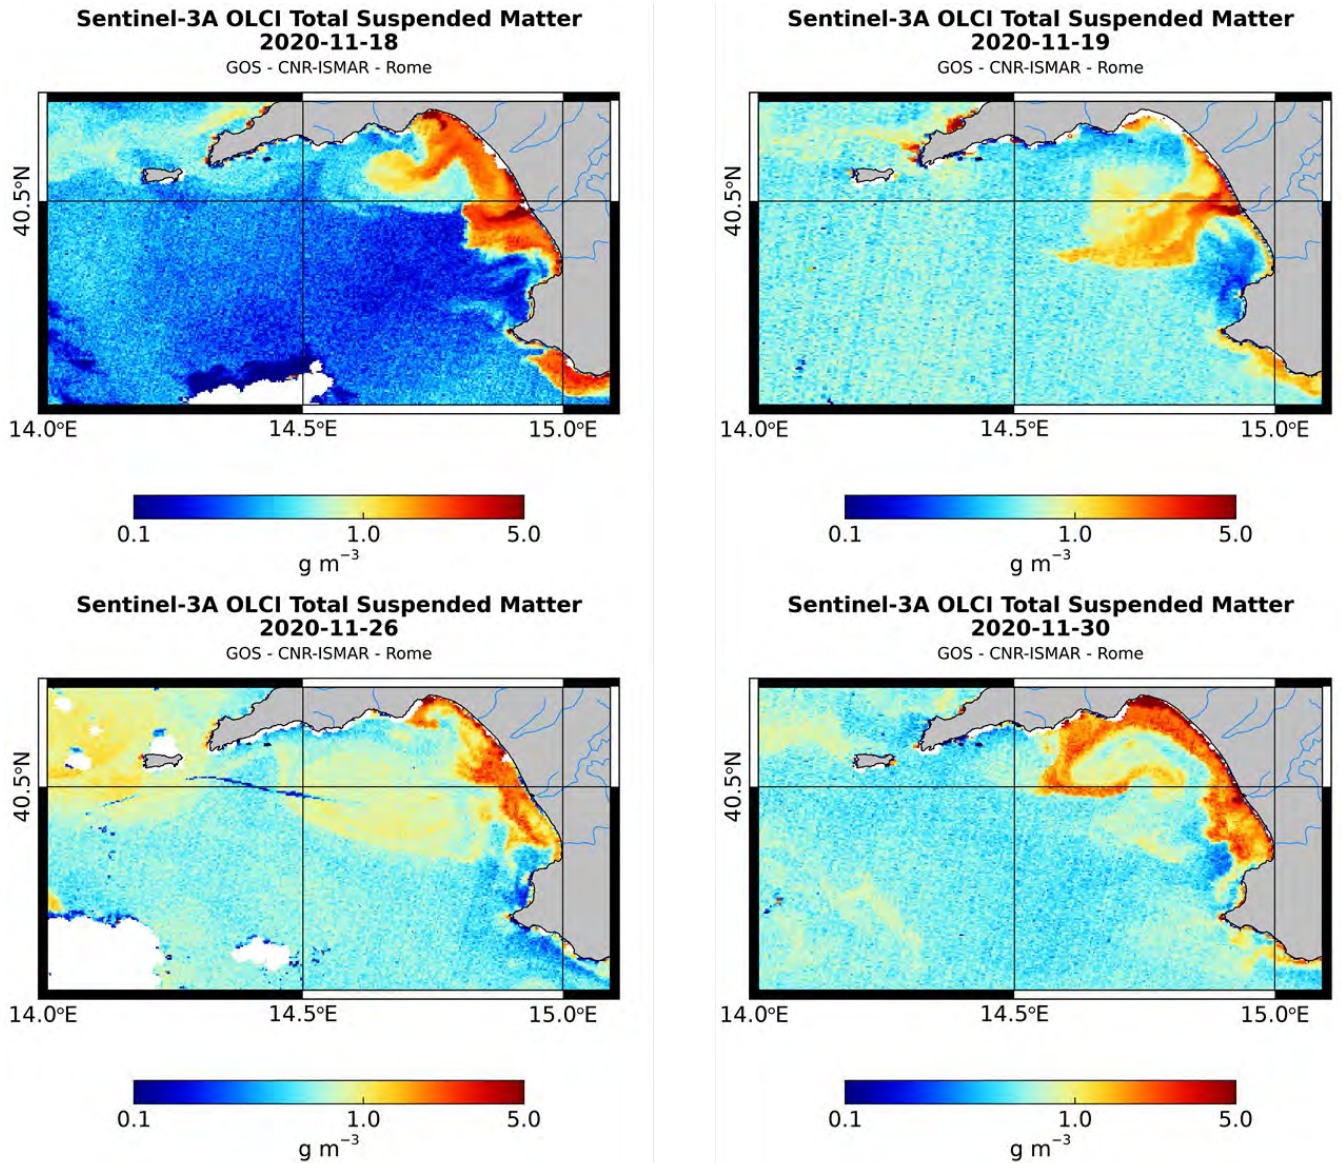 Sentinel-3A OLCI Total Suspended Matter
2020-11-18
GOS - CNR-ISMAR - Rome
40.5°N
14.0°E 14.5°E 15.0°E
0.1 1.0 5.0
g m⁻³
Sentinel-3A OLCI Total Suspended Matter
2020-11-19
GOS - CNR-ISMAR - Rome
40.5°N
14.0°E 14.5°E 15.0°E
0.1 1.0 5.0
g m⁻³
Sentinel-3A OLCI Total Suspended Matter
2020-11-26
GOS - CNR-ISMAR - Rome
40.5°N
14.0°E 14.5°E 15.0°E
0.1 1.0 5.0
g m⁻³
Sentinel-3A OLCI Total Suspended Matter
2020-11-30
GOS - CNR-ISMAR - Rome
40.5°N
14.0°E 14.5°E 15.0°E
0.1 1.0 5.0
g m⁻³